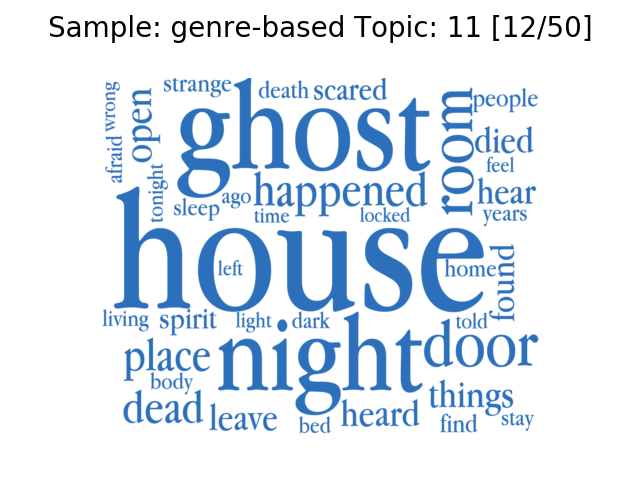 Sample: genre-based Topic: 11 [12/50]
strange
death
scared
ghost
room
people
wrong
open
afraid
tonight
died
feel
sleep
ago
happened
hear
time
locked
years
house
left
home
found
living
spirit
light
dark
told
night
door
place
body
things
dead
leave
bed
heard
find
stay